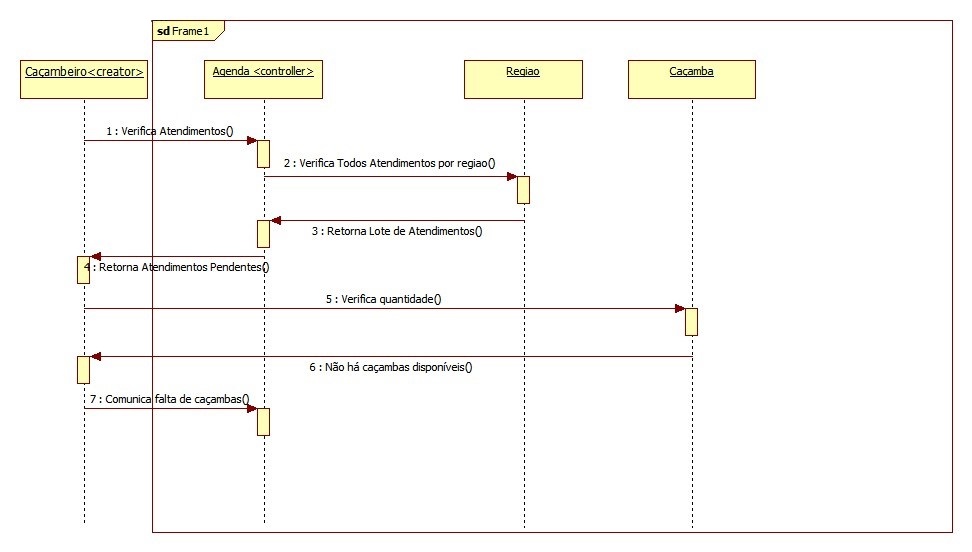 sd Frame1
Caçambeiro<creator>
Agenda <controller>
Regiao
Caçamba
1 : Verifica Atendimentos()
2 : Verifica Todos Atendimentos por regiao()
3 : Retorna Lote de Atendimentos()
4 : Retorna Atendimentos Pendentes()
5 : Verifica quantidade()
6 : Não há caçambas disponíveis()
7 : Comunica falta de caçambas()